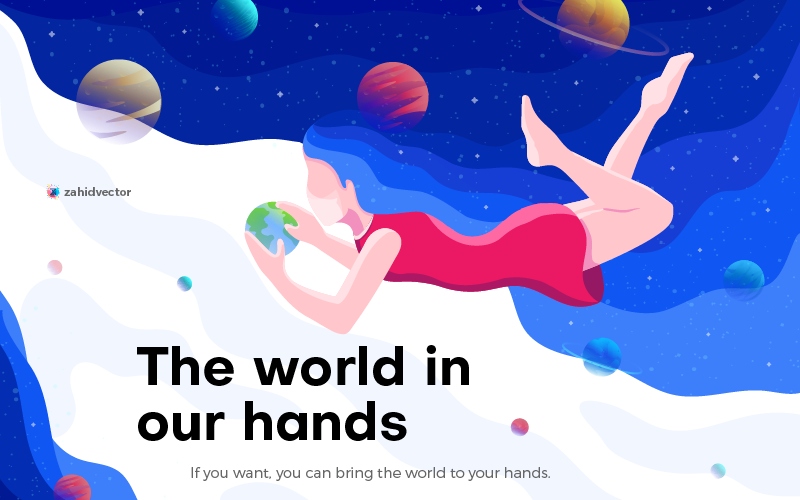 zahidvector
The world in
our hands
If you want, you can bring the world to your hands.